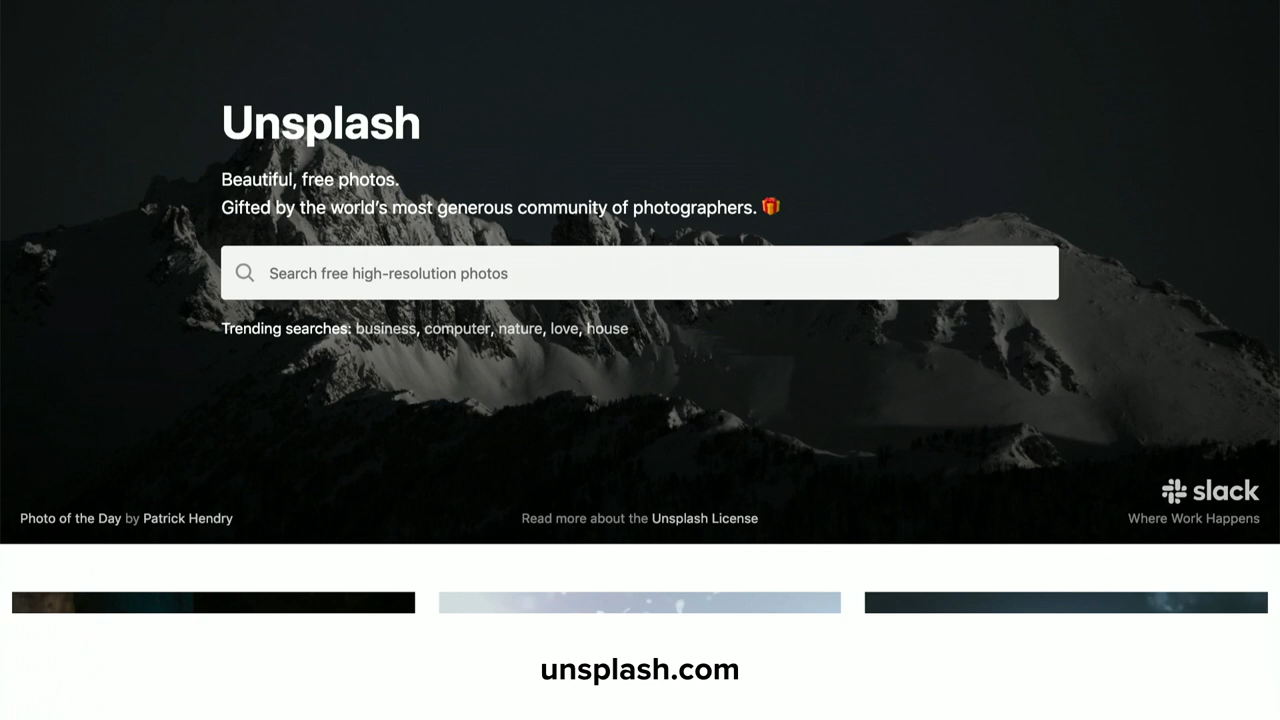 Unsplash
Beautiful, free photos.
Gifted by the world's most generous community of photographers. 🎁
Search free high-resolution photos
Trending searches: business, computer, nature, love, house
slack
Photo of the Day by Patrick Hendry
Read more about the Unsplash License
Where Work Happens
unsplash.com